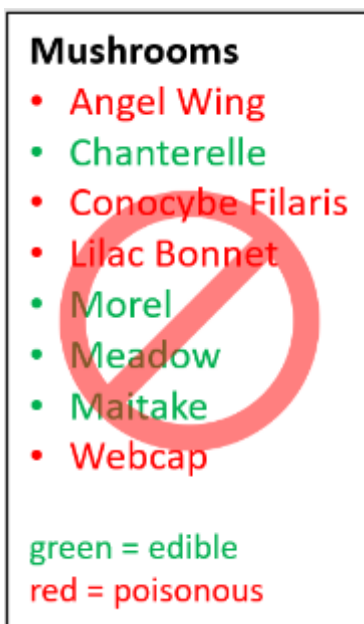 Mushrooms
• Angel Wing
• Chanterelle
• Conocybe Filaris
• Lilac Bonnet
• Morel
• Meadow
• Maitake
• Webcap
green = edible
red = poisonous